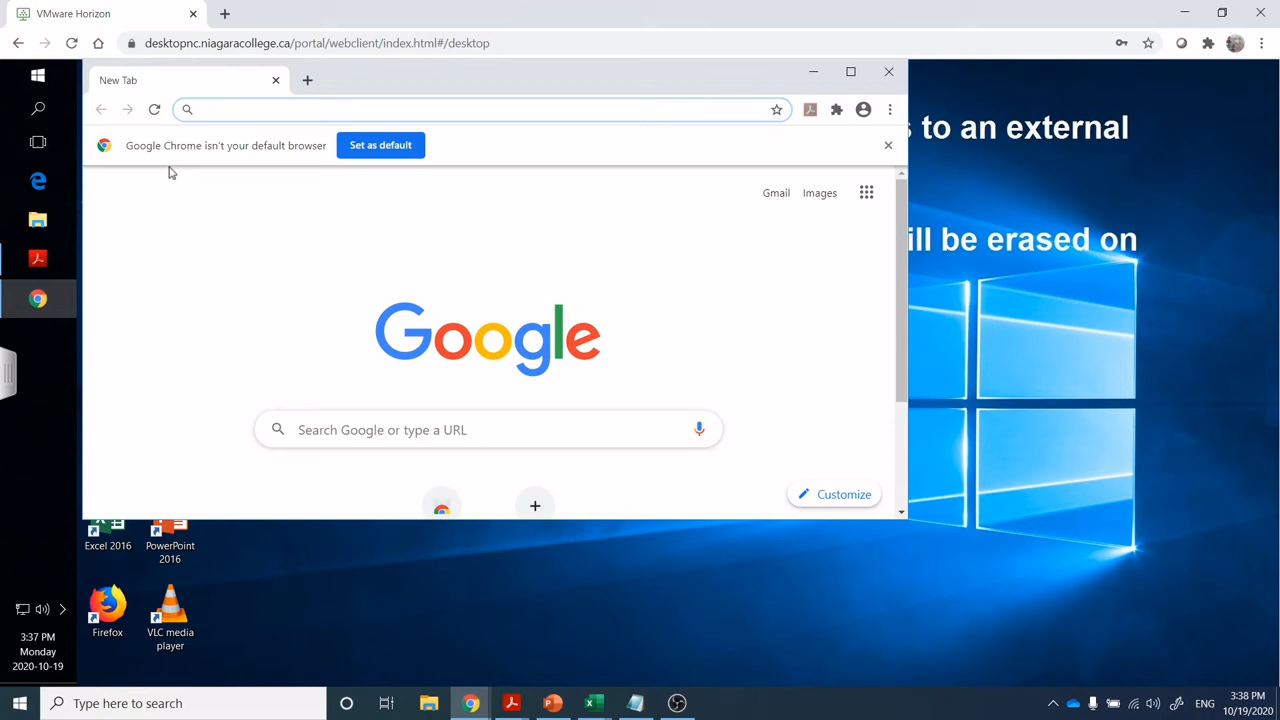 VMware Horizon
desktopnc.niagaracollege.ca/portal/webclient/index.html#/desktop
New Tab
to an external
Google Chrome isn't your default browser
Set as default
Gmail
Images
ill be erased on
Google
Search Google or type a URL
Customize
Excel 2016
PowerPoint
2016
Firefox
VLC media
player
3:37 PM
Monday
2020-10-19
Type here to search
ENG
3:38 PM
10/19/2020